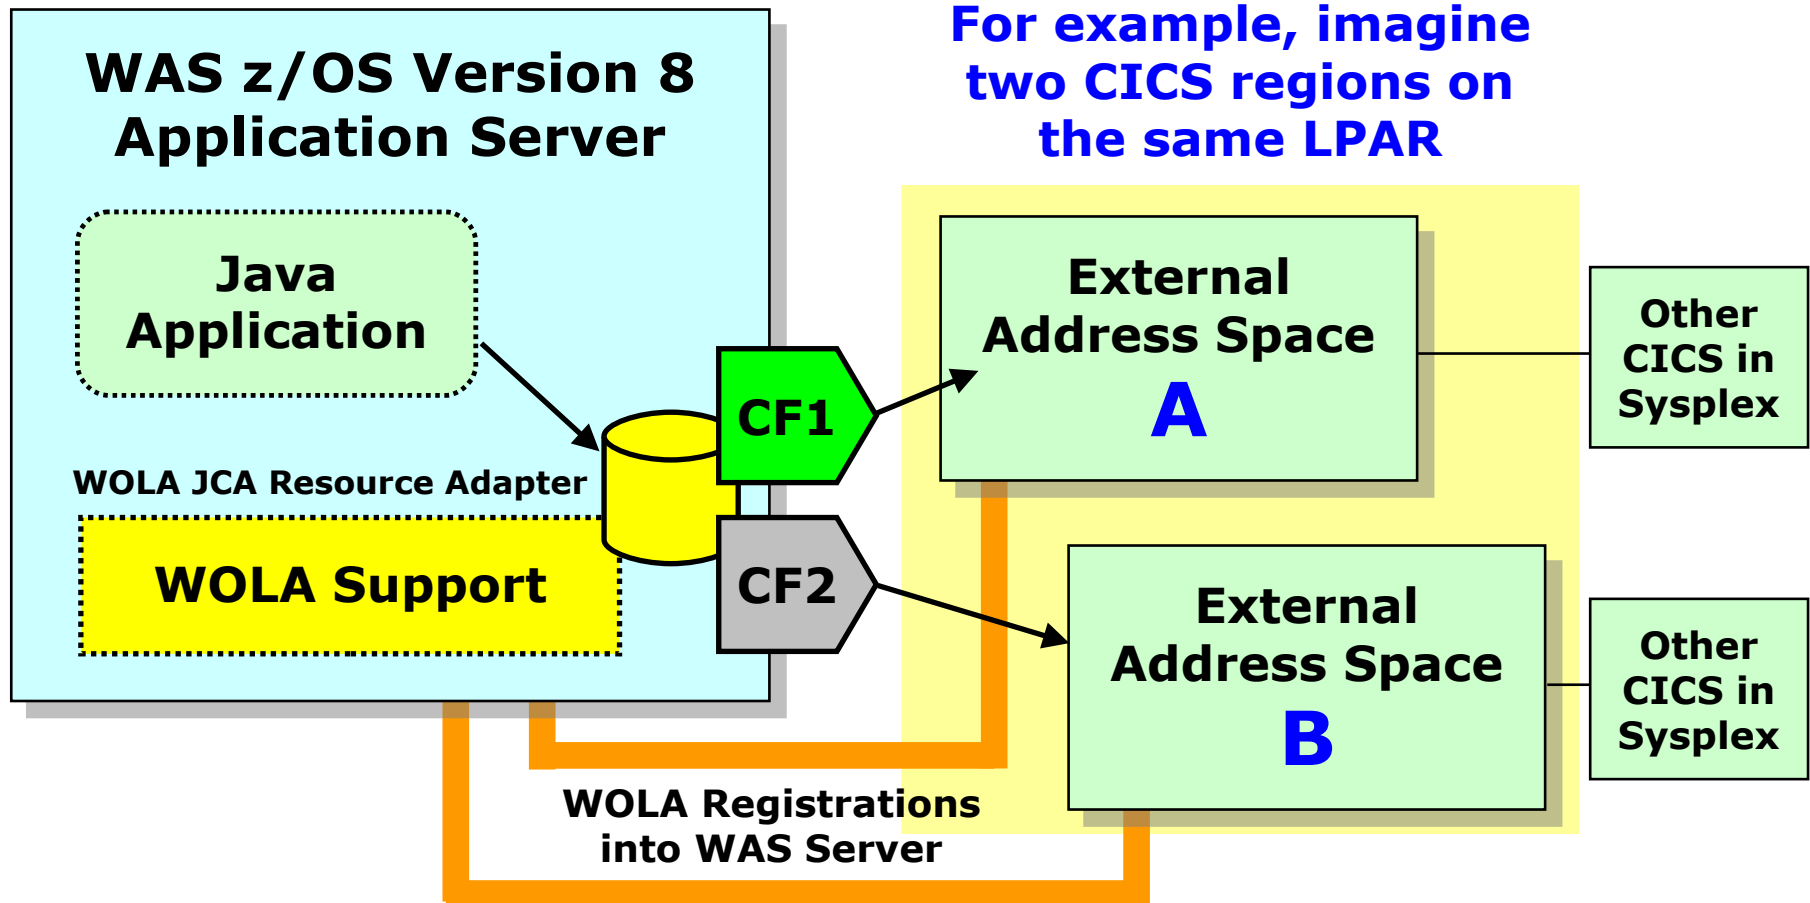 WAS z/OS Version 8
Application Server
For example, imagine
two CICS regions on
the same LPAR
Java
Application
WOLA JCA Resource Adapter
WOLA Support
CF1
CF2
External
Address Space
A
Other
CICS in
Sysplex
External
Address Space
B
Other
CICS in
Sysplex
WOLA Registrations
into WAS Server